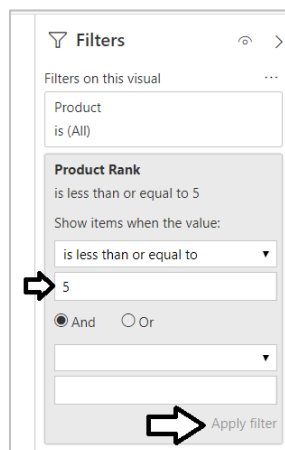 Filters
Filters on this visual
Product
is (All)
Product Rank
is less than or equal to 5
Show items when the value:
is less than or equal to
5
And Or
Apply filter